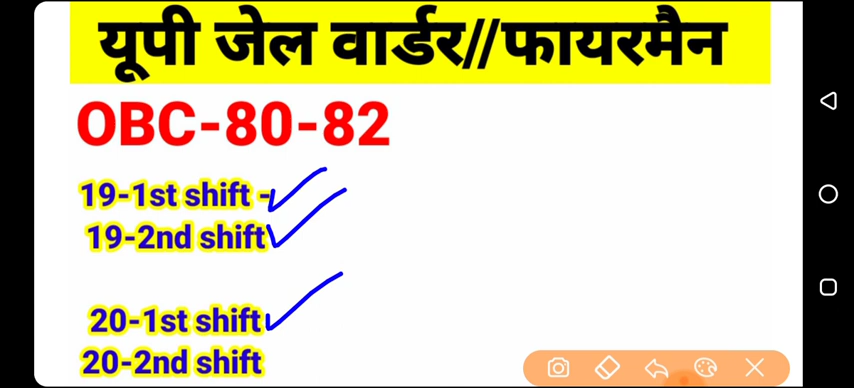 यूपी जेल वार्डर//फायरमैन
OBC-80-82
19-1st shift -
19-2nd shift
20-1st shift
20-2nd shift